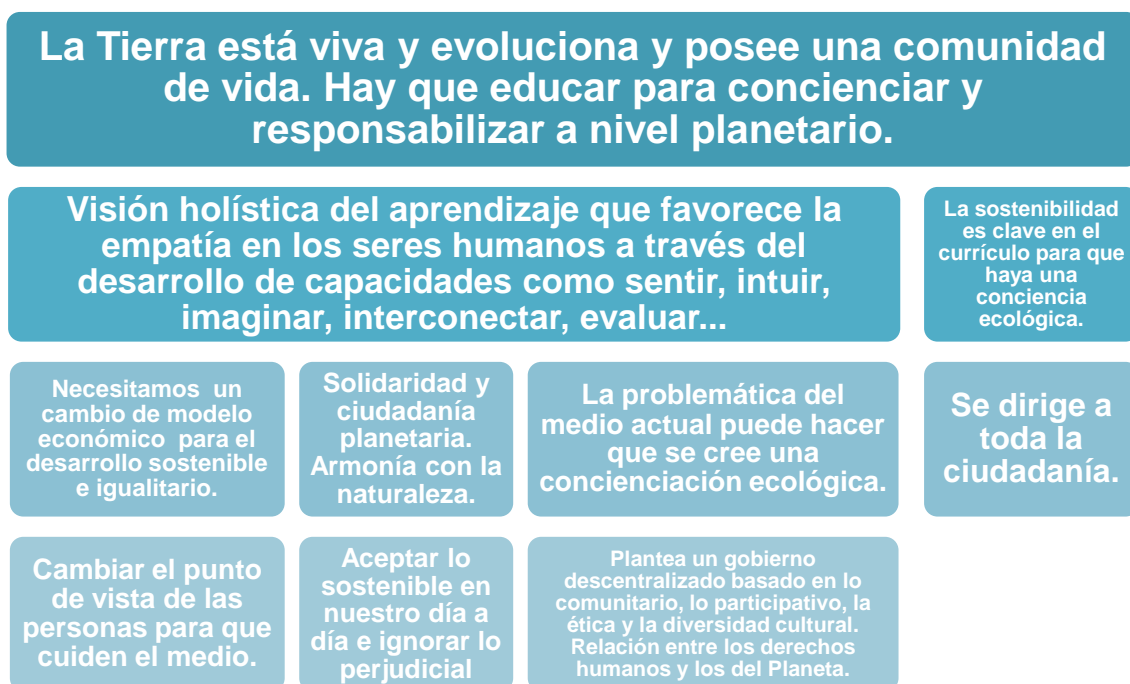 La Tierra está viva y evoluciona y posee una comunidad
de vida. Hay que educar para concienciar y
responsabilizar a nivel planetario.
Visión holística del aprendizaje que favorece la
empatía en los seres humanos a través del
desarrollo de capacidades como sentir, intuir,
imaginar, interconectar, evaluar...
La sostenibilidad
es clave en el
currículo para que
haya una
conciencia
ecológica.
Necesitamos un
cambio de modelo
económico para el
desarrollo sostenible
e igualitario.
Solidaridad y
ciudadanía
planetaria.
Armonía con la
naturaleza.
La problemática del
medio actual puede hacer
que se cree una
concienciación ecológica.
Se dirige a
toda la
ciudadanía.
Cambiar el punto
de vista de las
personas para que
cuiden el medio.
Aceptar lo
sostenible en
nuestro día a
día e ignorar lo
perjudicial
Plantea un gobierno
descentralizado basado en lo
comunitario, lo participativo, la
ética y la diversidad cultural.
Relación entre los derechos
humanos y los del Planeta.